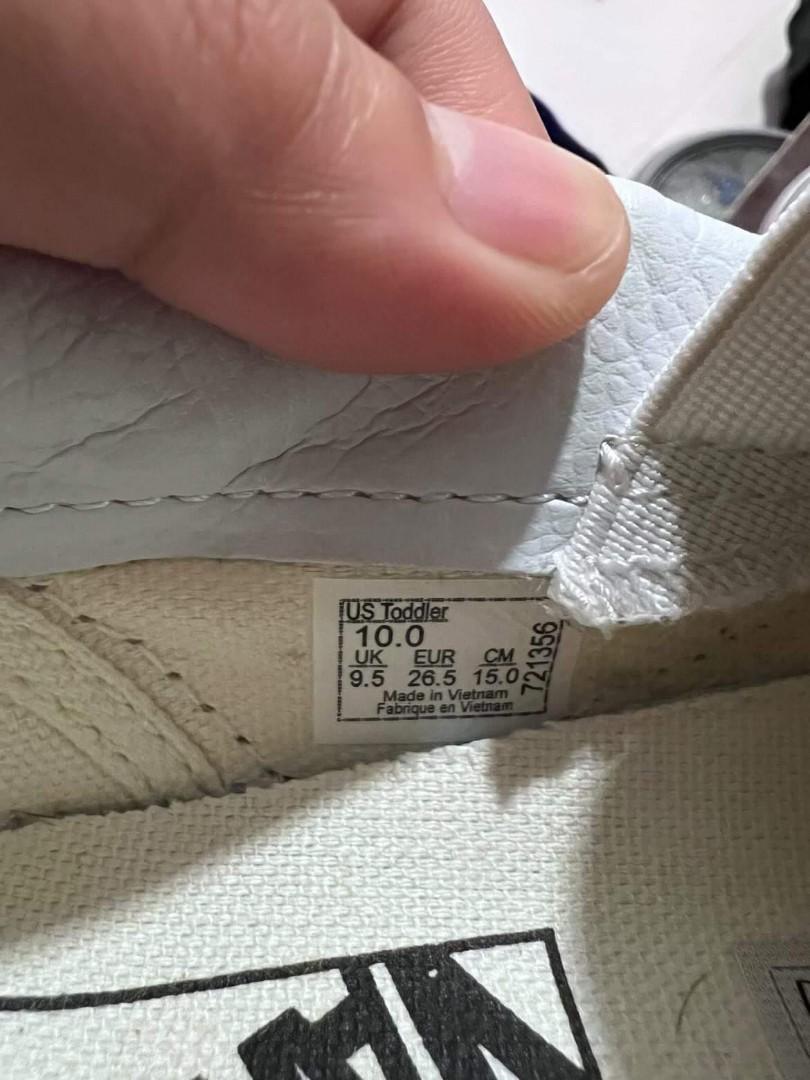 US Toddler
10.0
UK EUR CM
9.5 26.5 15.0
Made in Vietnam
Fabrique en Vietnam
721356